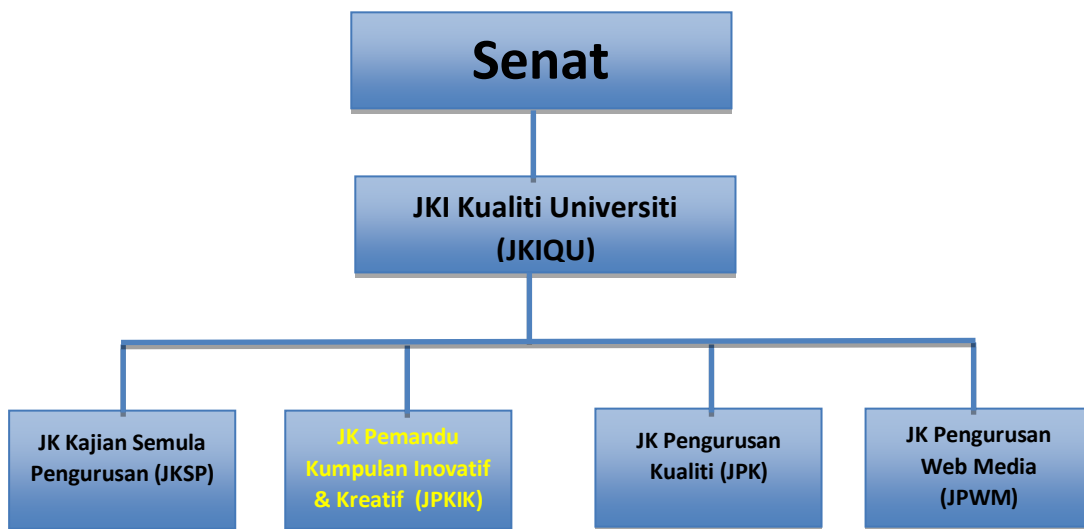 Senat
JKI Kualiti Universiti
(JKIQU)
JK Kajian Semula
Pengurusan (JKSP)
JK Pemandu
Kumpulan Inovatif
& Kreatif (JPKIK)
JK Pengurusan
Kualiti (JPK)
JK Pengurusan
Web Media
(JPWM)